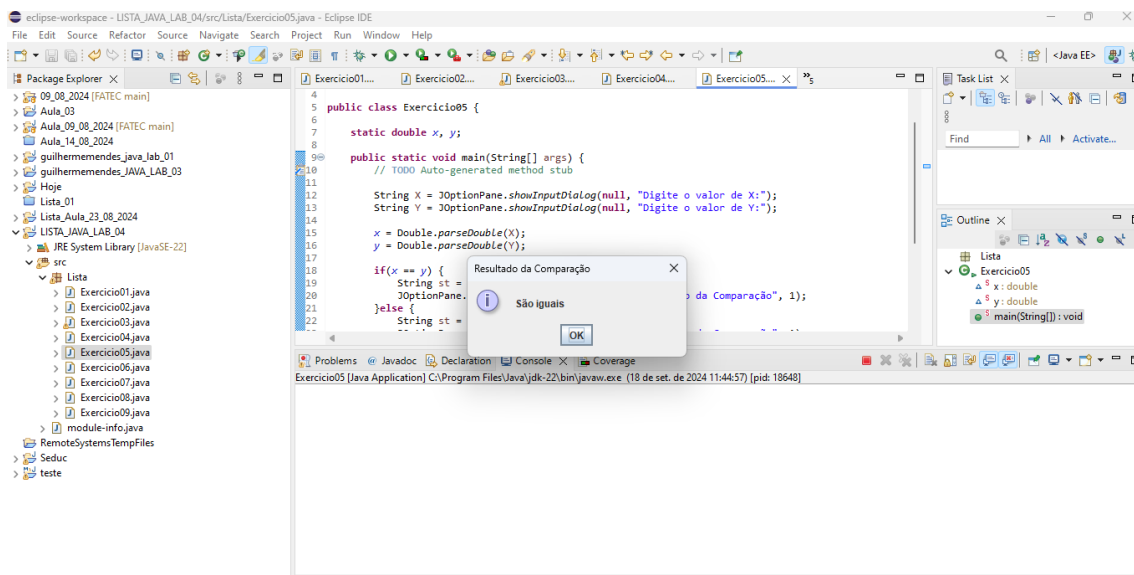 eclipse-workspace - LISTA_JAVA_LAB_04/src/Lista/Exercicio05.java - Eclipse IDE
File Edit Source Refactor Source Navigate Search Project Run Window Help
<Java EE>
Package Explorer
09_08_2024 [FATEC main]
Aula_03
Aula_09_08_2024 [FATEC main]
Aula_14_08_2024
guilhermemendes_java_lab_01
guilhermemendes_JAVA_LAB_03
Hoje
Lista_01
Lista_Aula_23_08_2024
LISTA_JAVA_LAB_04
JRE System Library [JavaSE-22]
src
Lista
Exercicio01.java
Exercicio02.java
Exercicio03.java
Exercicio04.java
Exercicio05.java
Exercicio06.java
Exercicio07.java
Exercicio08.java
Exercicio09.java
module-info.java
RemoteSystemsTempFiles
Seduc
teste
Exercicio01.... Exercicio02.... Exercicio03.... Exercicio04.... Exercicio05.... »5
4
5 public class Exercicio05 {
6
7 static double x, y;
8
9 public static void main(String[] args) {
10 // TODO Auto-generated method stub
11
12 String X = JOptionPane.showInputDialog(null, "Digite o valor de X:");
13 String Y = JOptionPane.showInputDialog(null, "Digite o valor de Y:");
14
15 x = Double.parseDouble(X);
16 y = Double.parseDouble(Y);
17
18 if(x == y) {
19 String st =
20 JOptionPane. da Comparação", 1);
21 }else {
22 String st =
Resultado da Comparação
São iguais
OK
Problems Javadoc Declaration Console Coverage
Exercicio05 [Java Application] C:\Program Files\Java\jdk-22\bin\javaw.exe (18 de set. de 2024 11:44:57) [pid: 18648]
Task List
Find All Activate...
Outline
Lista
Exercicio05
x : double
y : double
main(String[]) : void